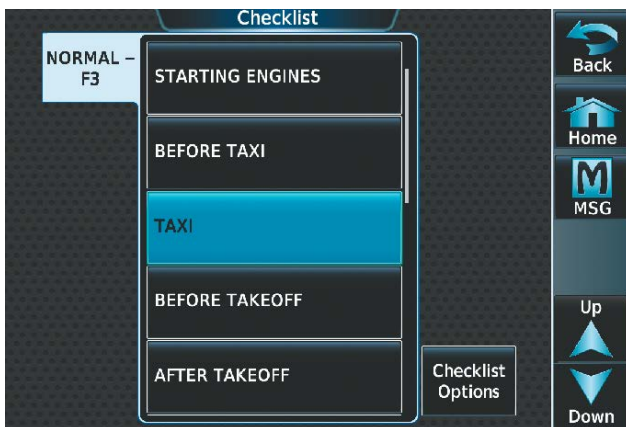 Checklist
NORMAL –
F3
STARTING ENGINES
BEFORE TAXI
TAXI
BEFORE TAKEOFF
AFTER TAKEOFF
Checklist
Options
Back
Home
MSG
Up
Down